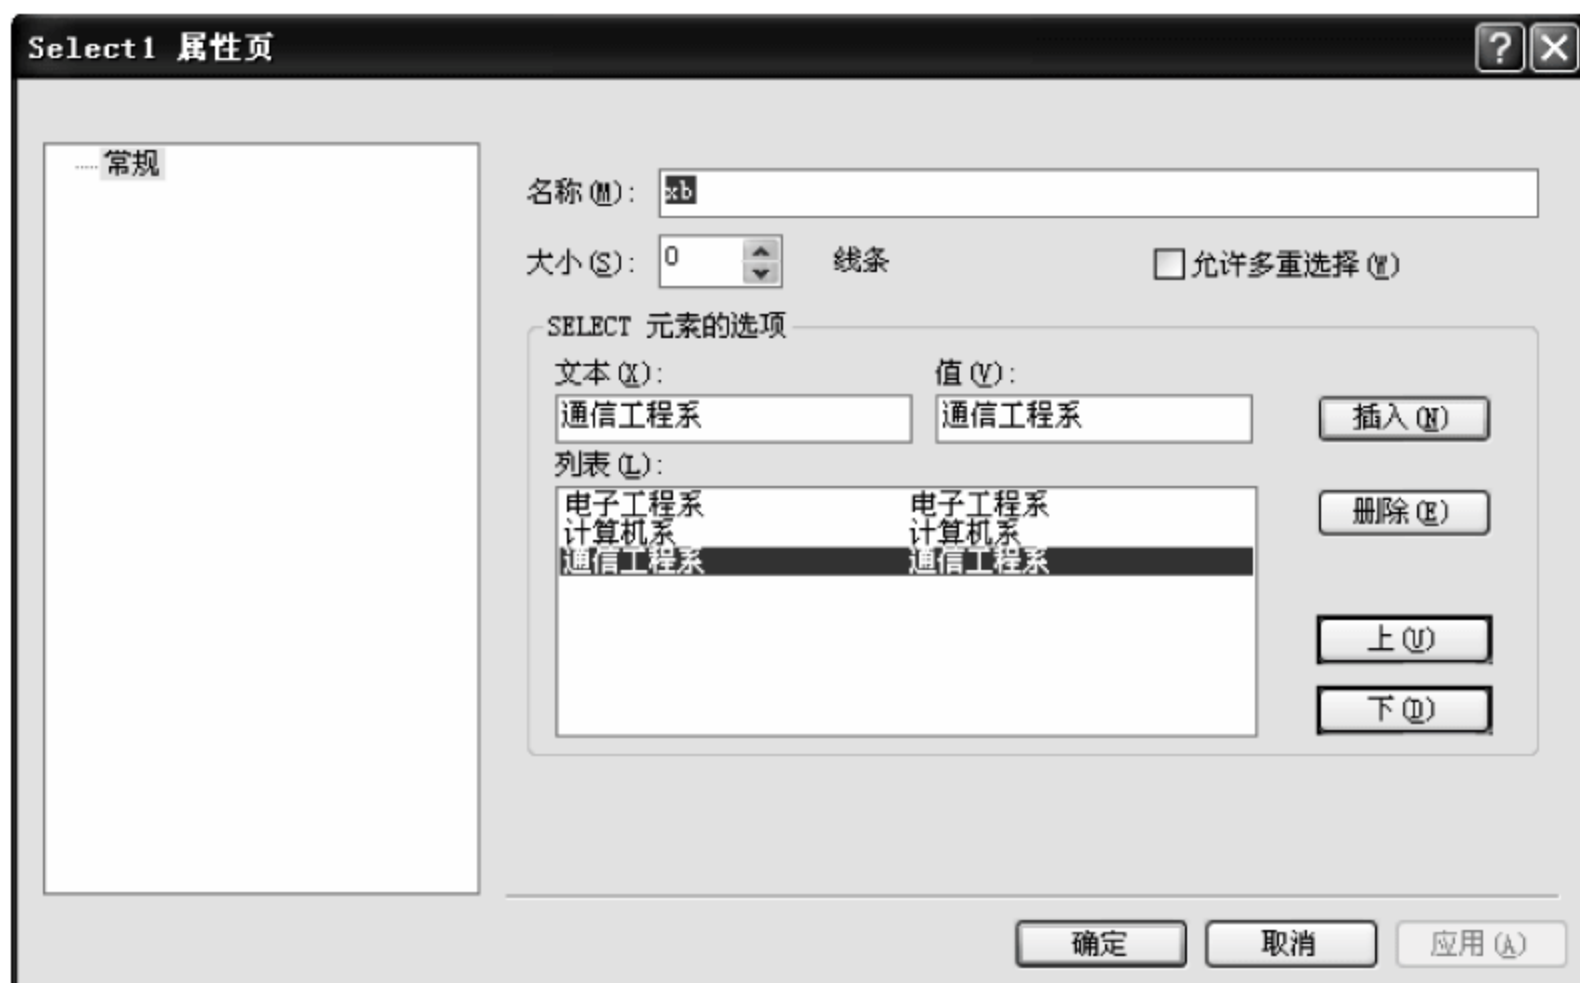 Select1 属性页
常规
名称(M): xb
大小(S): 0 线条 允许多重选择(W)
SELECT 元素的选项
文本(X): 值(V):
通信工程系 通信工程系 插入(N)
列表(L):
电子工程系 电子工程系
计算机系 计算机系
通信工程系 通信工程系
删除(E)
上(U)
下(D)
确定 取消 应用(A)